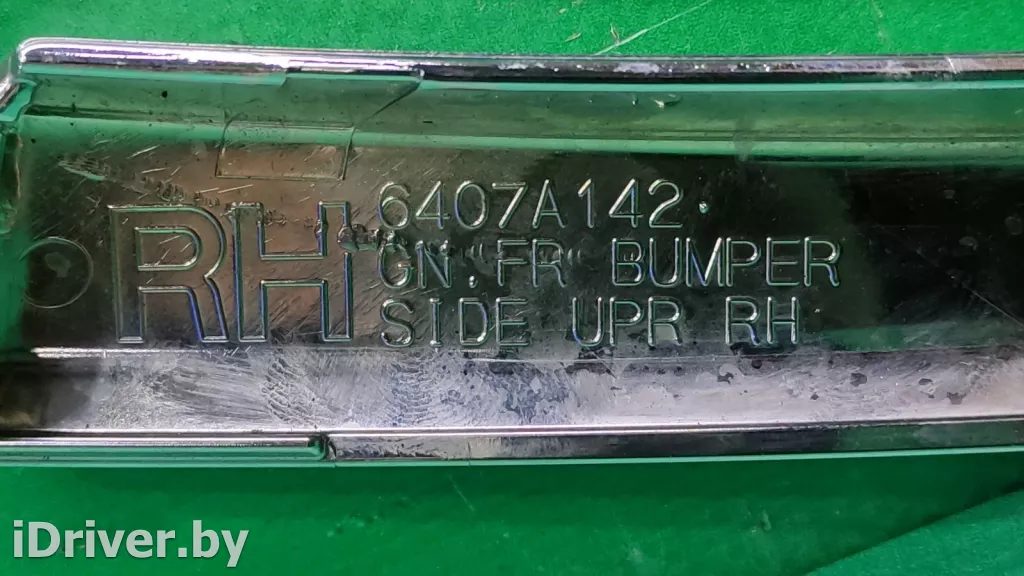 RH
6407A142
GN.FR BUMPER
SIDE UPR RH
iDriver.by